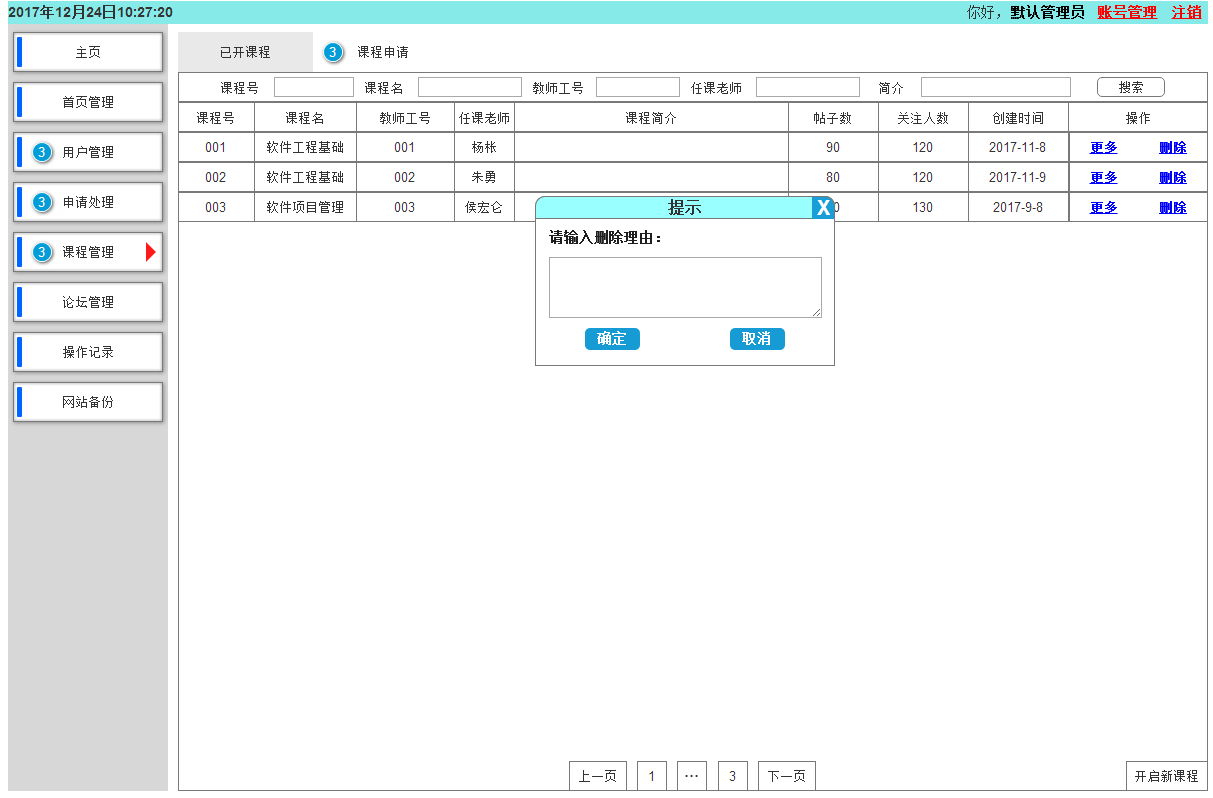 2017年12月24日10:27:20
你好，默认管理员 账号管理 注销
主页
首页管理
3 用户管理
3 申请处理
3 课程管理
论坛管理
操作记录
网站备份
已开课程 3 课程申请
课程号 课程名 教师工号 任课老师 简介 搜索
课程号 课程名 教师工号 任课老师 课程简介 帖子数 关注人数 创建时间 操作
001 软件工程基础 001 杨枨 90 120 2017-11-8 更多 删除
002 软件工程基础 002 朱勇 80 120 2017-11-9 更多 删除
003 软件项目管理 003 侯宏仑 0 130 2017-9-8 更多 删除
提示 X
请输入删除理由：
确定 取消
上一页 1 ··· 3 下一页
开启新课程